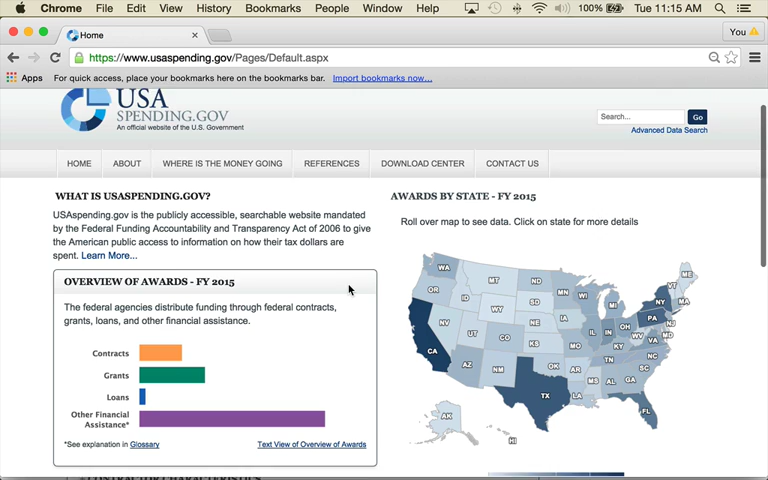 Chrome File Edit View History Bookmarks People Window Help 100% Tue 11:15 AM
Home
You
https://www.usaspending.gov/Pages/Default.aspx
Apps For quick access, place your bookmarks here on the bookmarks bar. Import bookmarks now...
USA
SPENDING.GOV
An official website of the U.S. Government
Search... Go
Advanced Data Search
HOME ABOUT WHERE IS THE MONEY GOING REFERENCES DOWNLOAD CENTER CONTACT US
WHAT IS USASPENDING.GOV?
USAspending.gov is the publicly accessible, searchable website mandated
by the Federal Funding Accountability and Transparency Act of 2006 to give
the American public access to information on how their tax dollars are
spent. Learn More...
OVERVIEW OF AWARDS - FY 2015
The federal agencies distribute funding through federal contracts,
grants, loans, and other financial assistance.
Contracts
Grants
Loans
Other Financial
Assistance*
*See explanation in Glossary Text View of Overview of Awards
AWARDS BY STATE - FY 2015
Roll over map to see data. Click on state for more details
WA MT ND MN ME
OR ID SD WI MI VT
WY NY MA
NV NE IA PA NJ
UT CO IL IN OH MD
CA KS MO KY WV VA
AZ NM OK AR TN NC
SC
MS AL GA
TX LA
AK FL
HI
CONTRACTOR CHARACTERISTICS